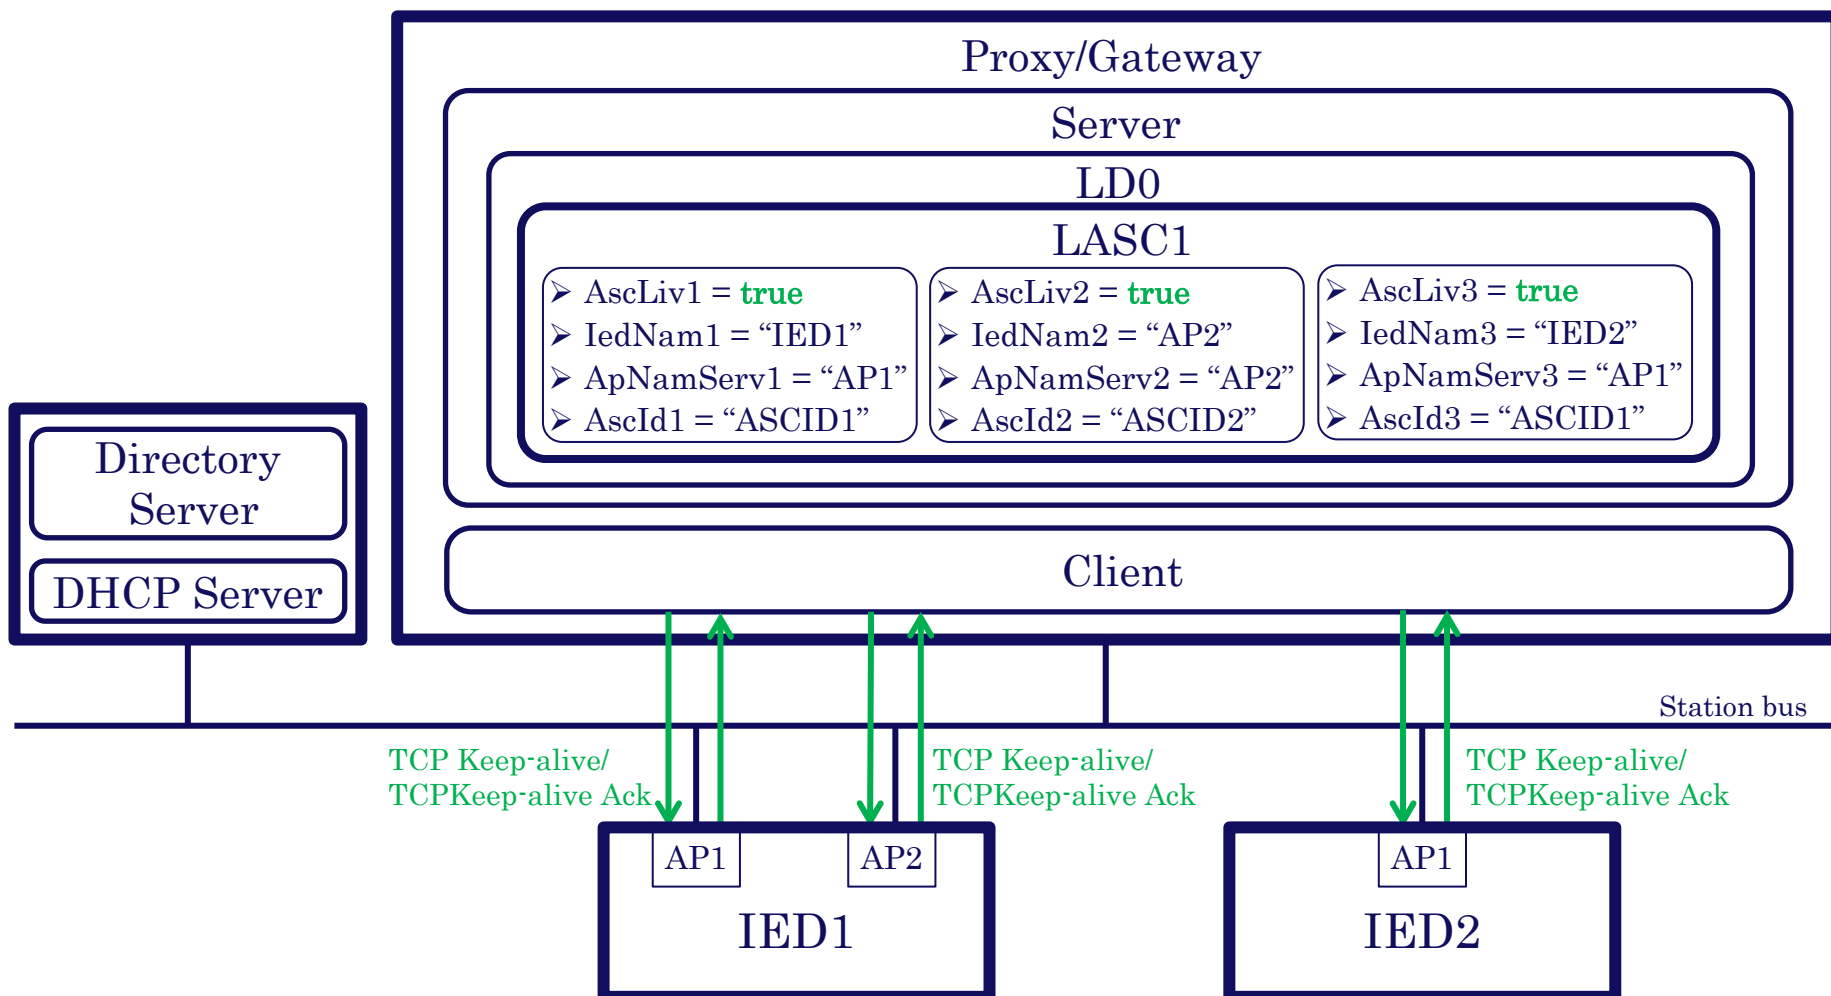 Proxy/Gateway
Server
LD0
LASC1
➢ AscLiv1 = true
➢ IedNam1 = “IED1”
➢ ApNamServ1 = “AP1”
➢ AscId1 = “ASCID1”
➢ AscLiv2 = true
➢ IedNam2 = “AP2”
➢ ApNamServ2 = “AP2”
➢ AscId2 = “ASCID2”
➢ AscLiv3 = true
➢ IedNam3 = “IED2”
➢ ApNamServ3 = “AP1”
➢ AscId3 = “ASCID1”
Directory
Server
DHCP Server
Client
Station bus
TCP Keep-alive/
TCPKeep-alive Ack
TCP Keep-alive/
TCPKeep-alive Ack
TCP Keep-alive/
TCPKeep-alive Ack
AP1
AP2
IED1
AP1
IED2